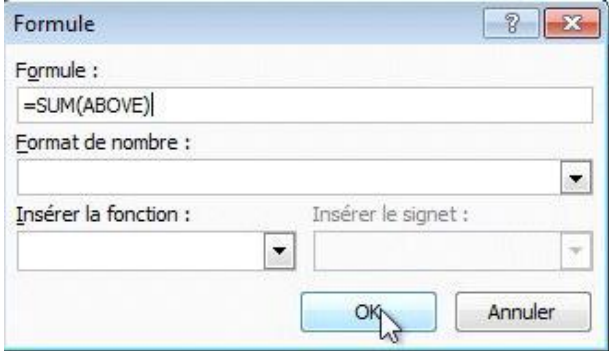 Formule
Formule :
=SUM(ABOVE)
Format de nombre :
Insérer la fonction : Insérer le signet :
OK Annuler